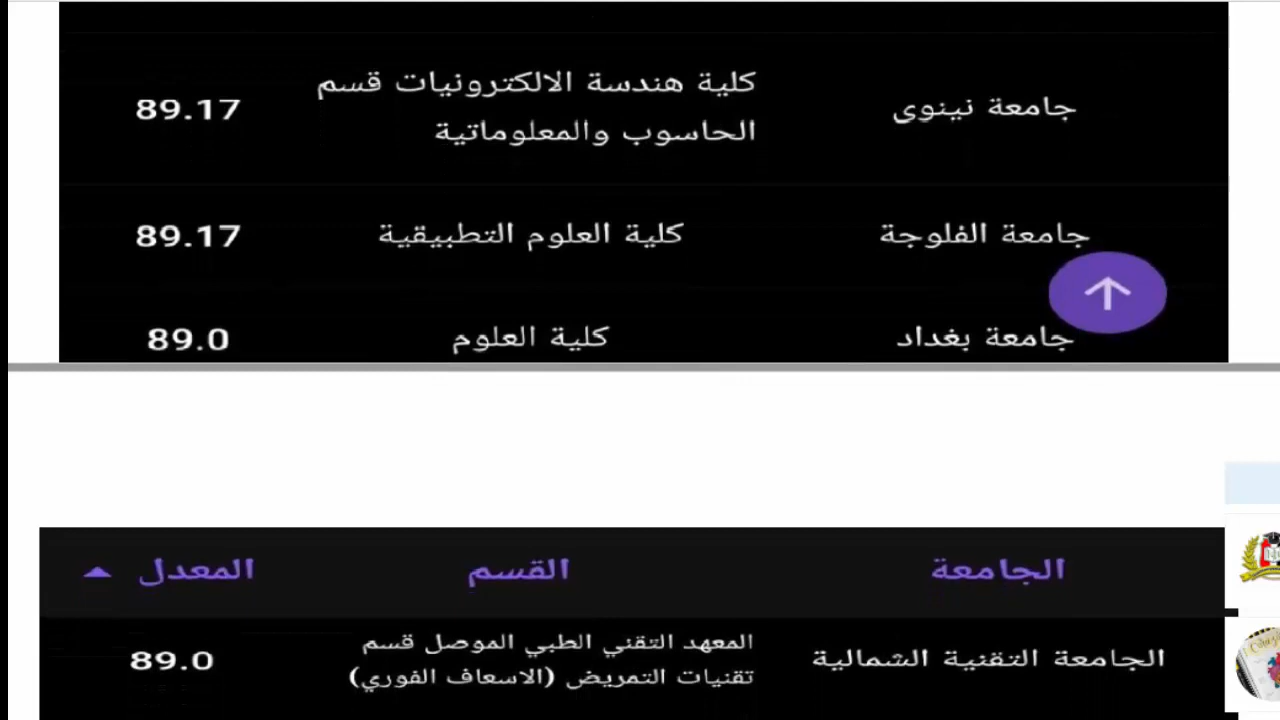 جامعة نينوى
كلية هندسة الالكترونيات قسم
الحاسوب والمعلوماتية
89.17
جامعة الفلوجة
كلية العلوم التطبيقية
89.17
جامعة بغداد
كلية العلوم
89.0
الجامعة
القسم
المعدل
الجامعة التقنية الشمالية
المعهد التقني الطبي الموصل قسم
تقنيات التمريض (الاسعاف الفوري)
89.0